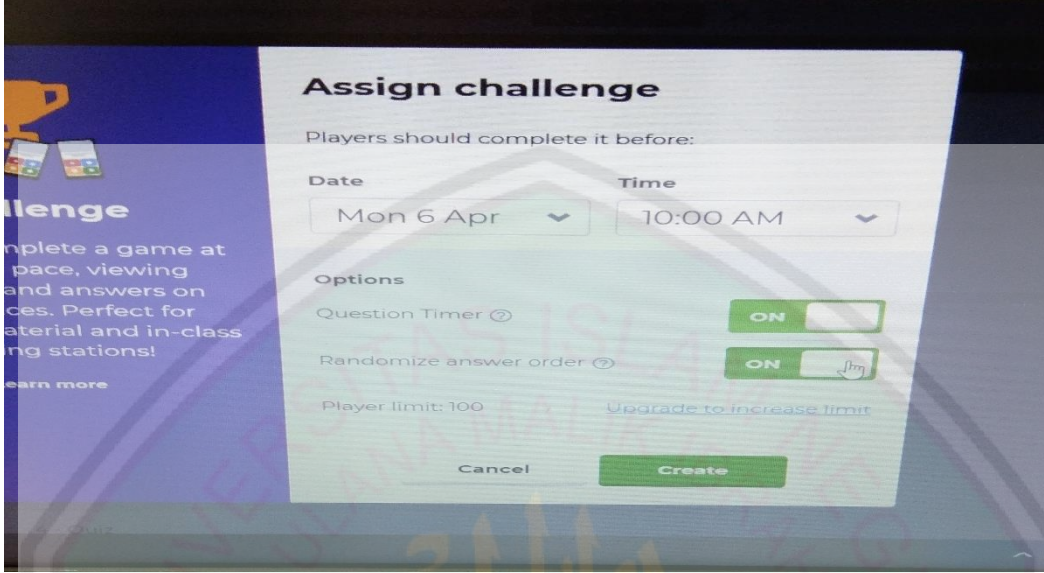 Assign challenge
Players should complete it before:
Date
Time
Mon 6 Apr
10:00 AM
Options
Question Timer
ON
Randomize answer order
ON
Player limit: 100
Upgrade to increase limit
Cancel
Create
llenge
mplete a game at
pace, viewing
and answers on
ces. Perfect for
aterial and in-class
ng stations!
earn more
Quiz